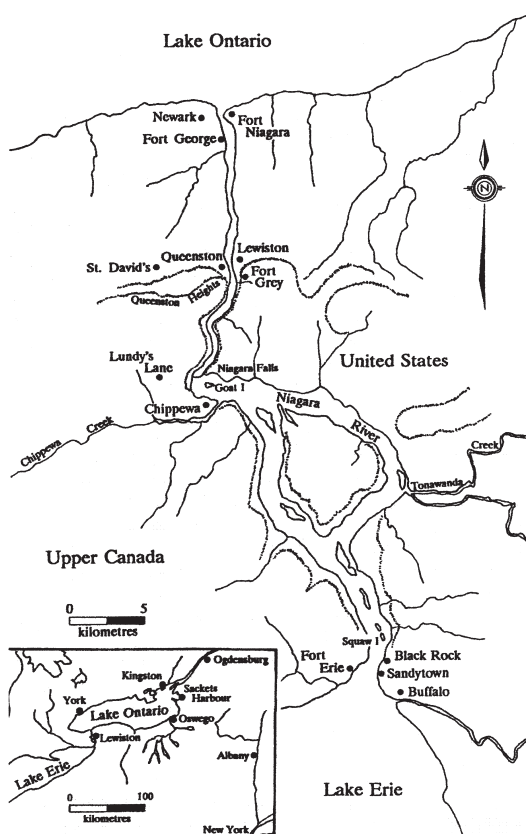 Lake Ontario
Newark
Fort
Niagara
Fort George
N
Lewiston
Queenston
St. David's
Fort
Grey
Queenston
Heights
United States
Lundy's
Lane
Niagara Falls
Goat I
Niagara
River
Chippewa
Chippewa Creek
Creek
Tonawanda
Upper Canada
0 5
kilometres
Squaw I
Fort
Erie
Black Rock
Sandytown
Buffalo
Lake Erie
Ogdensburg
Kingston
Sackets
Harbour
York
Lake Ontario
Oswego
Lewiston
Lake Erie
Albany
0 100
kilometres
New York